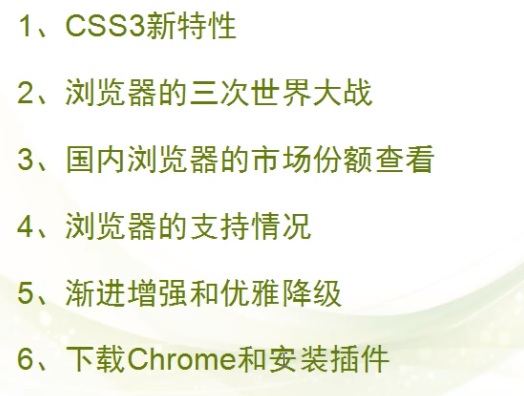 1、CSS3新特性
2、浏览器的三次世界大战
3、国内浏览器的市场份额查看
4、浏览器的支持情况
5、渐进增强和优雅降级
6、下载Chrome和安装插件